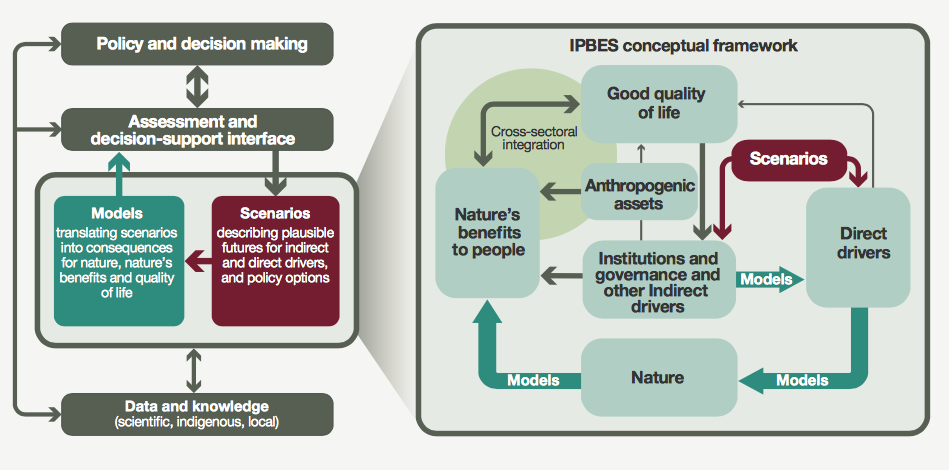 Policy and decision making
Assessment and
decision-support interface
Models
translating scenarios
into consequences
for nature, nature's
benefits and quality
of life
Scenarios
describing plausible
futures for indirect
and direct drivers,
and policy options
Data and knowledge
(scientific, indigenous, local)
IPBES conceptual framework
Good quality
of life
Cross-sectoral
integration
Scenarios
Anthropogenic
assets
Nature's
benefits
to people
Direct
drivers
Institutions and
governance and
other Indirect
drivers
Models
Nature
Models
Models